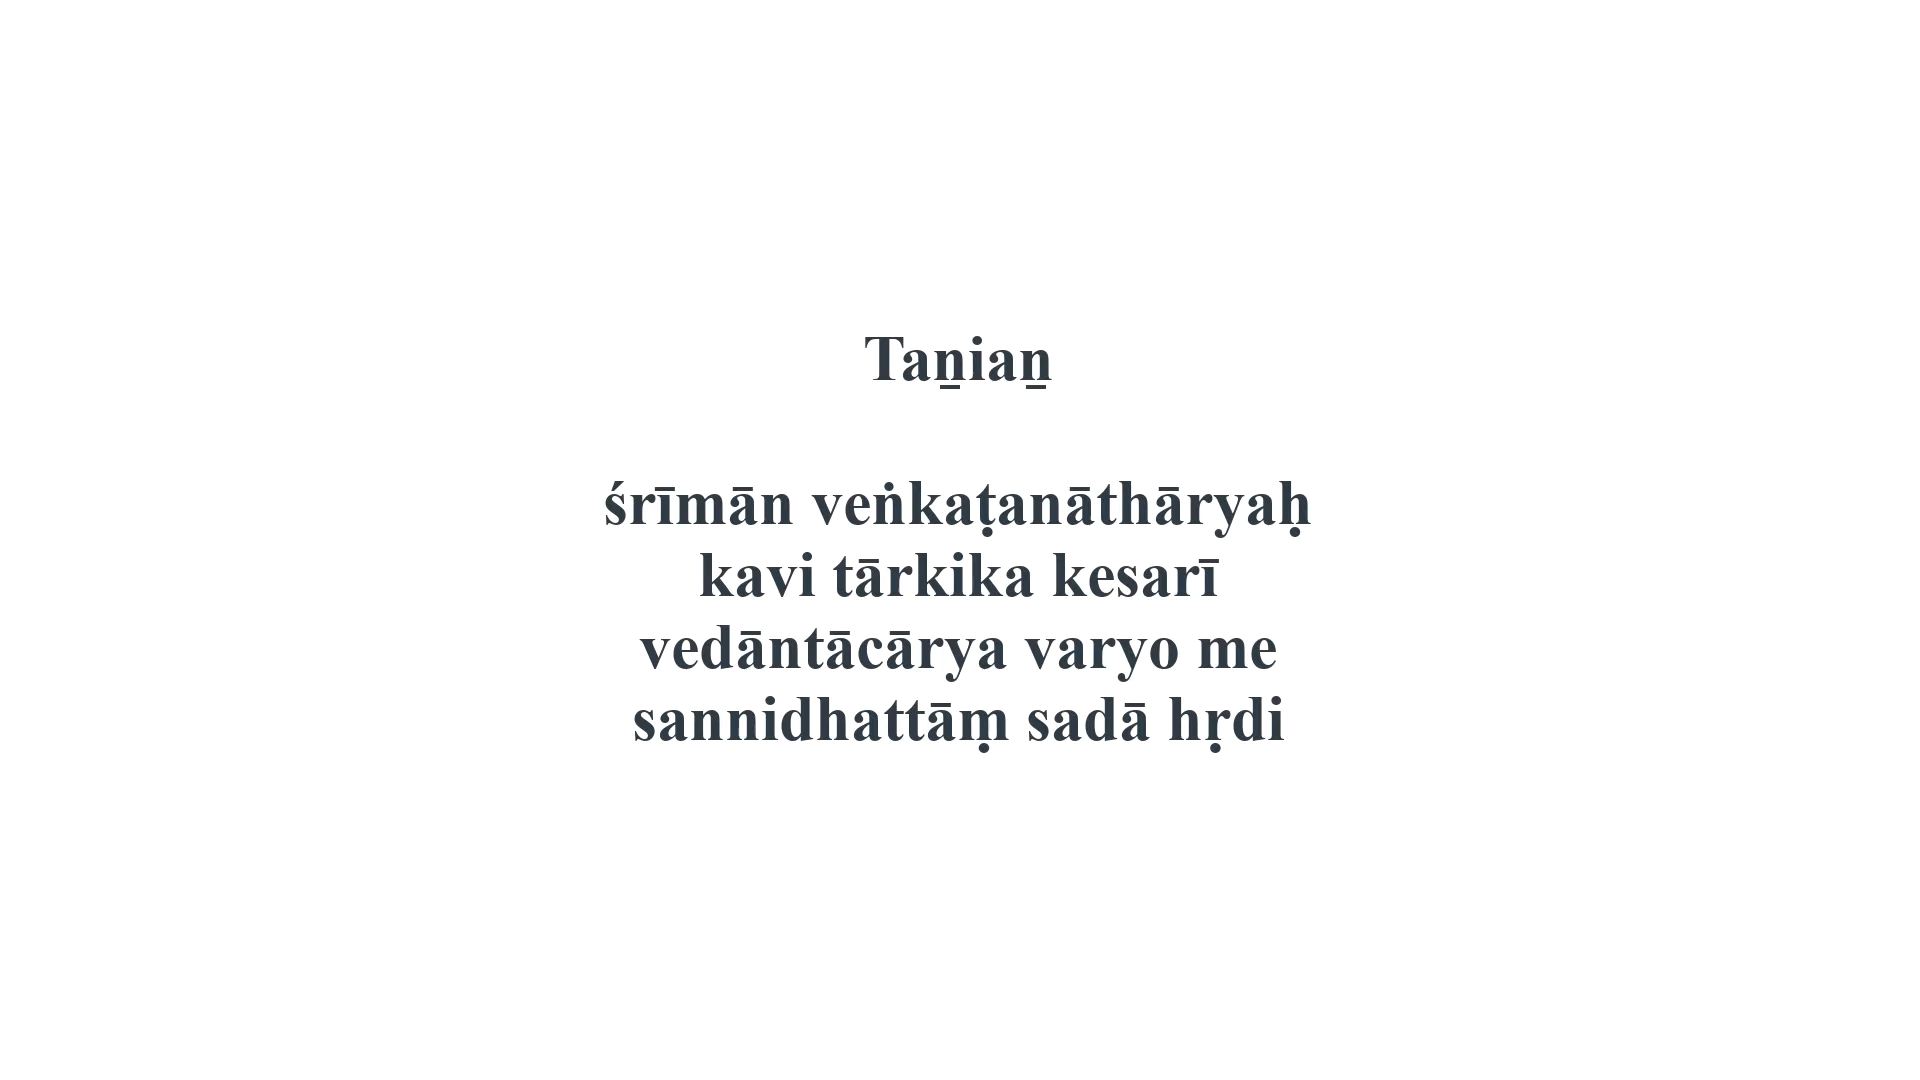 Taṉiaṉ
śrīmān veṅkaṭanāthāryaḥ
kavi tārkika kesarī
vedāntācārya varyo me
sannidhattāṃ sadā hṛdi